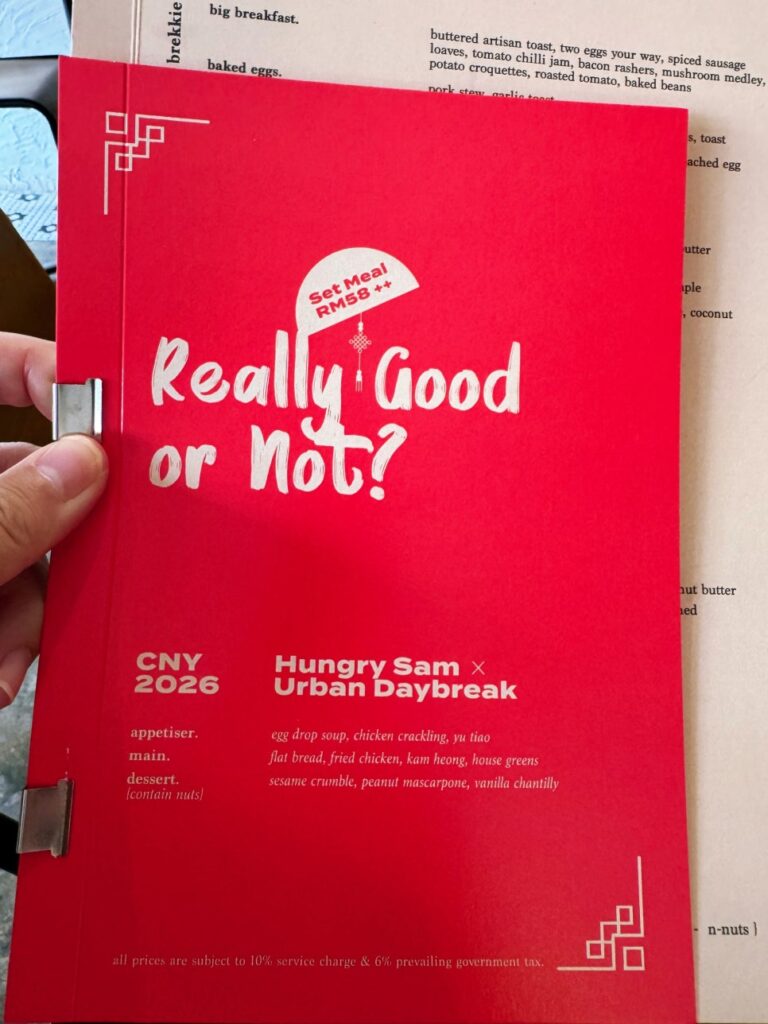 brekkie
big breakfast.
buttered artisan toast, two eggs your way, spiced sausage
loaves, tomato chilli jam, bacon rashers, mushroom medley,
potato croquettes, roasted tomato, baked beans
baked eggs.
pork stew, garlic toast
s, toast
ached egg
utter
ple
, coconut
nut butter
ned
- n-nuts }
Set Meal
RM58 ++
Really Good
or Not?
CNY
2026
Hungry Sam ×
Urban Daybreak
appetiser. egg drop soup, chicken crackling, yu tiao
main. flat bread, fried chicken, kam heong, house greens
dessert. sesame crumble, peanut mascarpone, vanilla chantilly
[contain nuts]
all prices are subject to 10% service charge & 6% prevailing government tax.